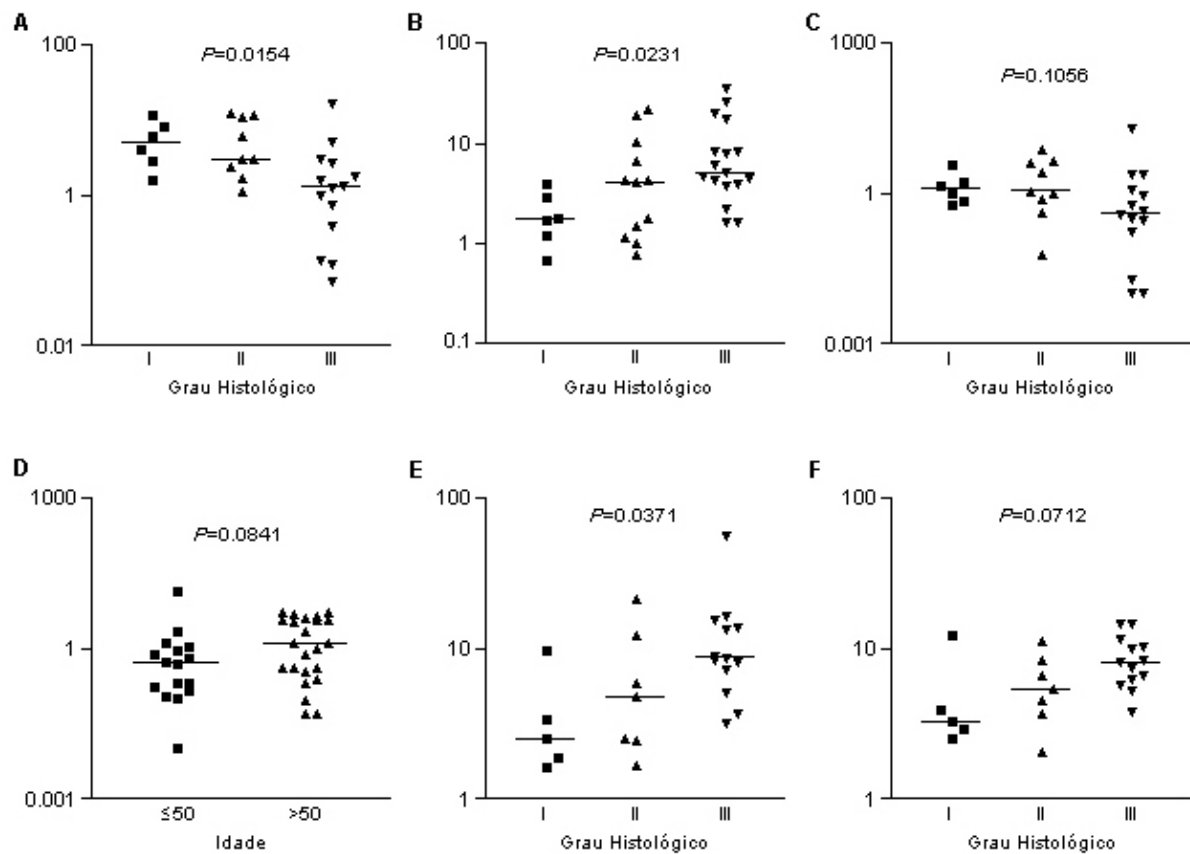 A
100
P=0.0154
1
0.01
I II III
Grau Histológico
B
100
P=0.0231
10
1
0.1
I II III
Grau Histológico
C
1000
P=0.1056
1
0.001
I II III
Grau Histológico
D
1000
P=0.0841
1
0.001
≤50 >50
Idade
E
100
P=0.0371
10
1
I II III
Grau Histológico
F
100
P=0.0712
10
1
I II III
Grau Histológico